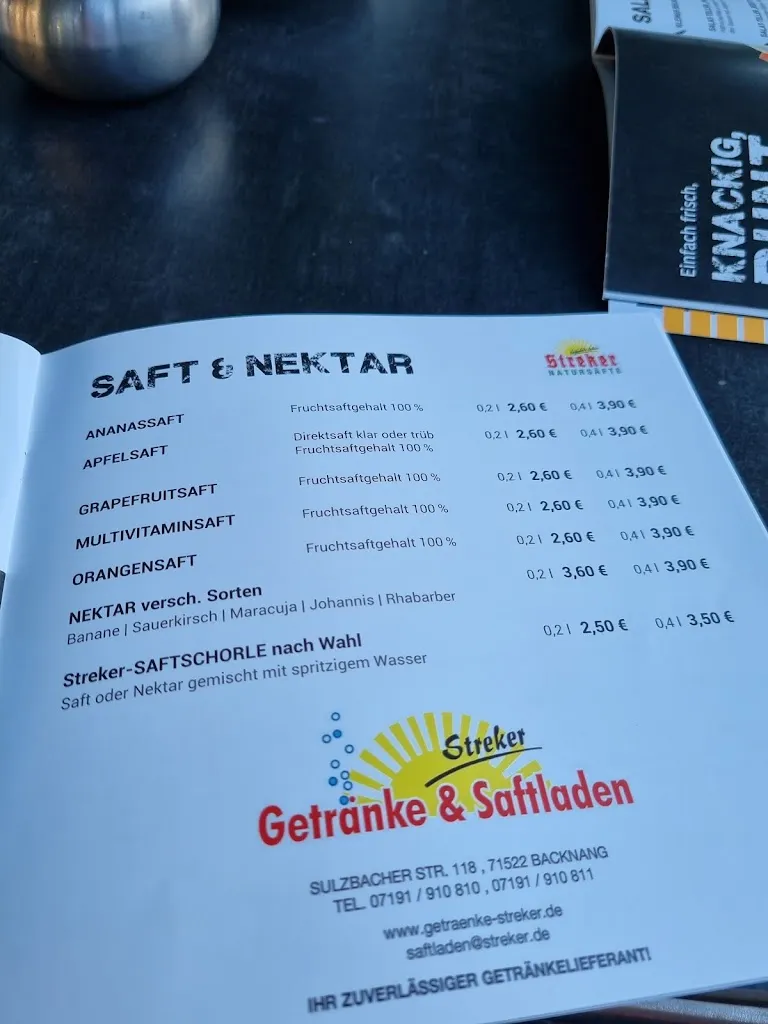 Einfach frisch,
KNACKIG,
SAFT & NEKTAR
Streker
NATURSÄFTE
ANANASSAFT Fruchtsaftgehalt 100 % 0,2 l 2,60 € 0,4 l 3,90 €
APFELSAFT Direktsaft klar oder trüb 0,2 l 2,60 € 0,4 l 3,90 €
Fruchtsaftgehalt 100 %
GRAPEFRUITSAFT Fruchtsaftgehalt 100 % 0,2 l 2,60 € 0,4 l 3,90 €
MULTIVITAMINSAFT Fruchtsaftgehalt 100 % 0,2 l 2,60 € 0,4 l 3,90 €
ORANGENSAFT Fruchtsaftgehalt 100 % 0,2 l 2,60 € 0,4 l 3,90 €
NEKTAR versch. Sorten 0,2 l 3,60 € 0,4 l 3,90 €
Banane | Sauerkirsch | Maracuja | Johannis | Rhabarber
Streker-SAFTSCHORLE nach Wahl 0,2 l 2,50 € 0,4 l 3,50 €
Saft oder Nektar gemischt mit spritzigem Wasser
Streker
Getränke & Saftladen
SULZBACHER STR. 118 , 71522 BACKNANG
TEL. 07191 / 910 810 , 07191 / 910 811
www.getraenke-streker.de
saftladen@streker.de
IHR ZUVERLÄSSIGER GETRÄNKELIEFERANT!